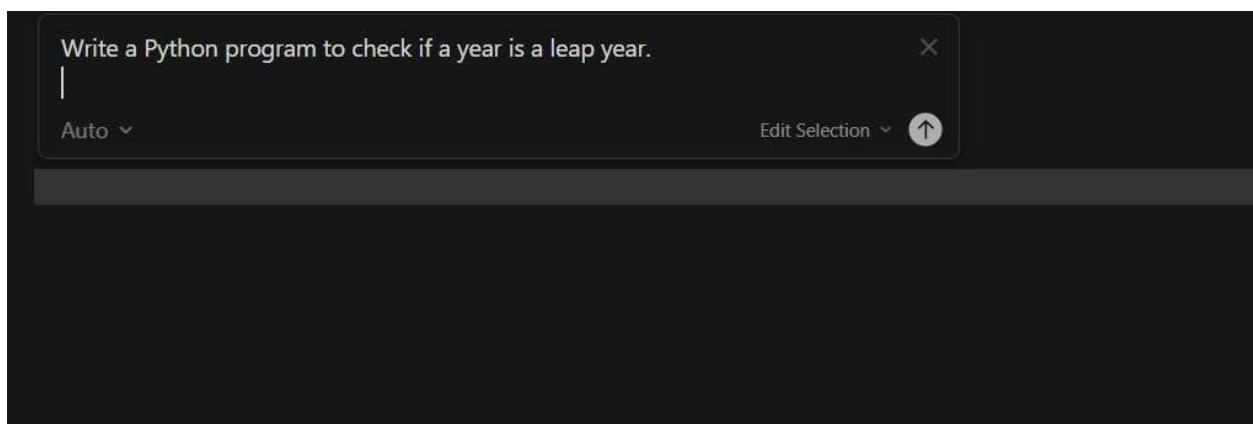 Write a Python program to check if a year is a leap year.
Auto
Edit Selection